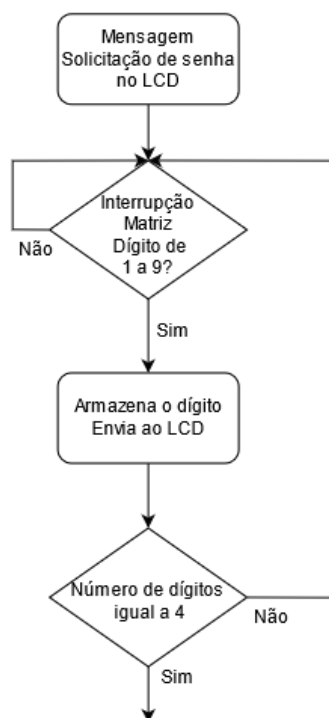 Mensagem
Solicitação de senha
no LCD
Interrupção
Matriz
Dígito de
1 a 9?
Não
Sim
Armazena o dígito
Envia ao LCD
Número de dígitos
igual a 4
Não
Sim